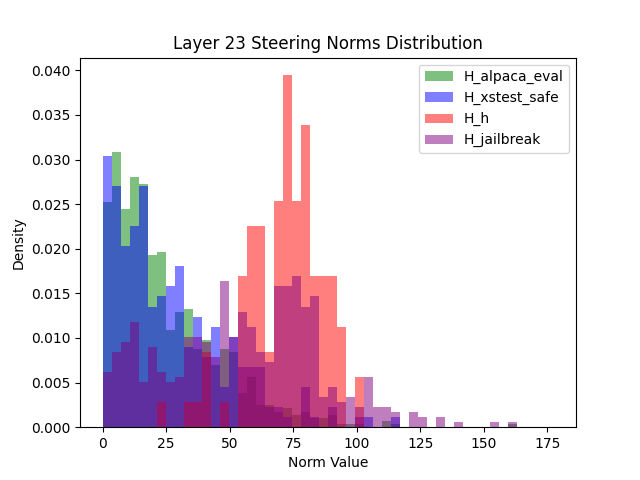 Layer 23 Steering Norms Distribution
H_alpaca_eval
H_xstest_safe
H_h
H_jailbreak
0.040
0.035
0.030
0.025
0.020
0.015
0.010
0.005
0.000
Density
0 25 50 75 100 125 150 175
Norm Value